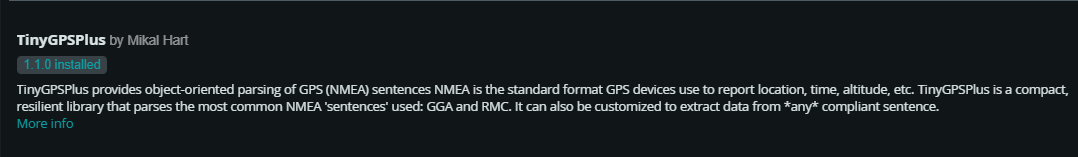 TinyGPSPlus by Mikal Hart
1.1.0 installed
TinyGPSPlus provides object-oriented parsing of GPS (NMEA) sentences NMEA is the standard format GPS devices use to report location, time, altitude, etc. TinyGPSPlus is a compact,
resilient library that parses the most common NMEA 'sentences' used: GGA and RMC. It can also be customized to extract data from *any* compliant sentence.
More info